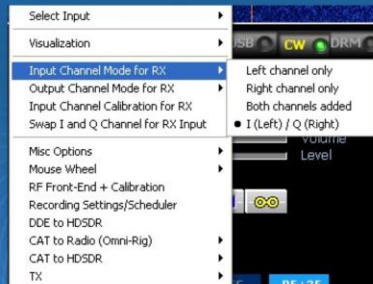 Select Input
Visualization
Input Channel Mode for RX
Output Channel Mode for RX
Input Channel Calibration for RX
Swap I and Q Channel for RX Input
Misc Options
Mouse Wheel
RF Front-End + Calibration
Recording Settings/Scheduler
DDE to HDSDR
CAT to Radio (Omni-Rig)
CAT to HDSDR
TX
Left channel only
Right channel only
Both channels added
I (Left) / Q (Right)
CW
DRM
Volume
Level